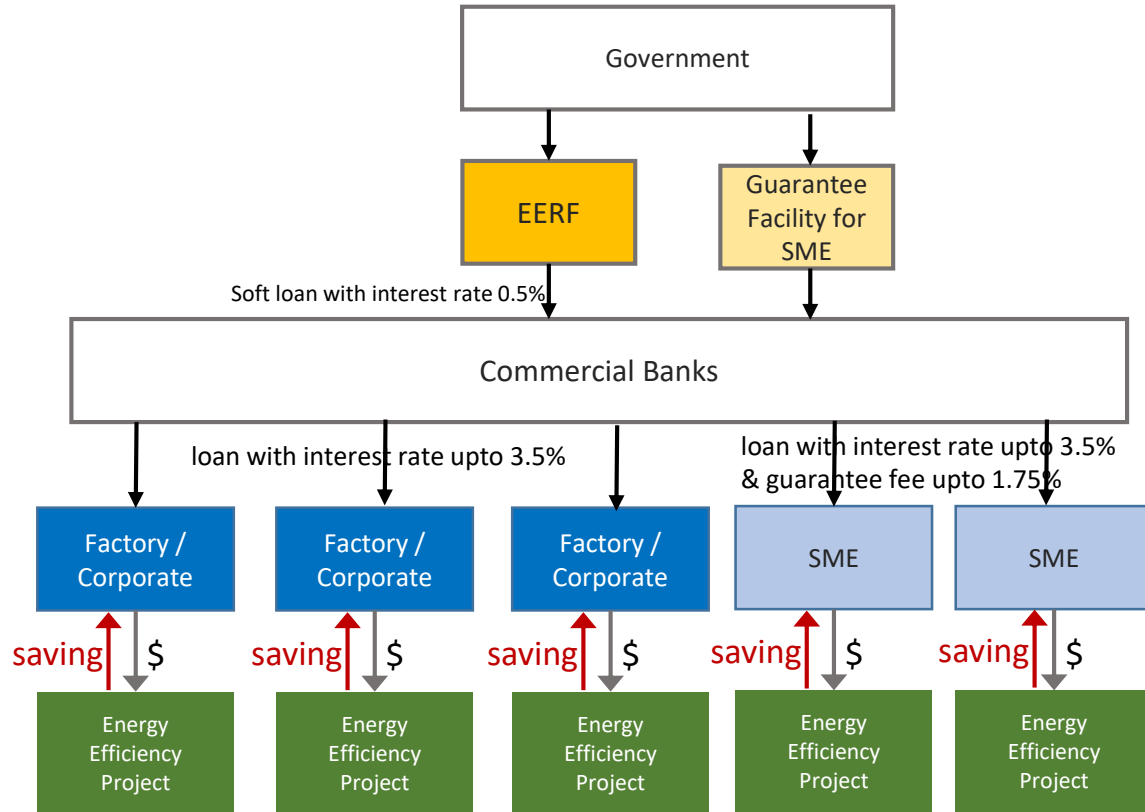 Government
EERF
Guarantee
Facility for
SME
Soft loan with interest rate 0.5%
Commercial Banks
loan with interest rate upto 3.5%
loan with interest rate upto 3.5%
& guarantee fee upto 1.75%
Factory /
Corporate
Factory /
Corporate
Factory /
Corporate
SME
SME
saving
$
saving
$
saving
$
saving
$
saving
$
Energy
Efficiency
Project
Energy
Efficiency
Project
Energy
Efficiency
Project
Energy
Efficiency
Project
Energy
Efficiency
Project